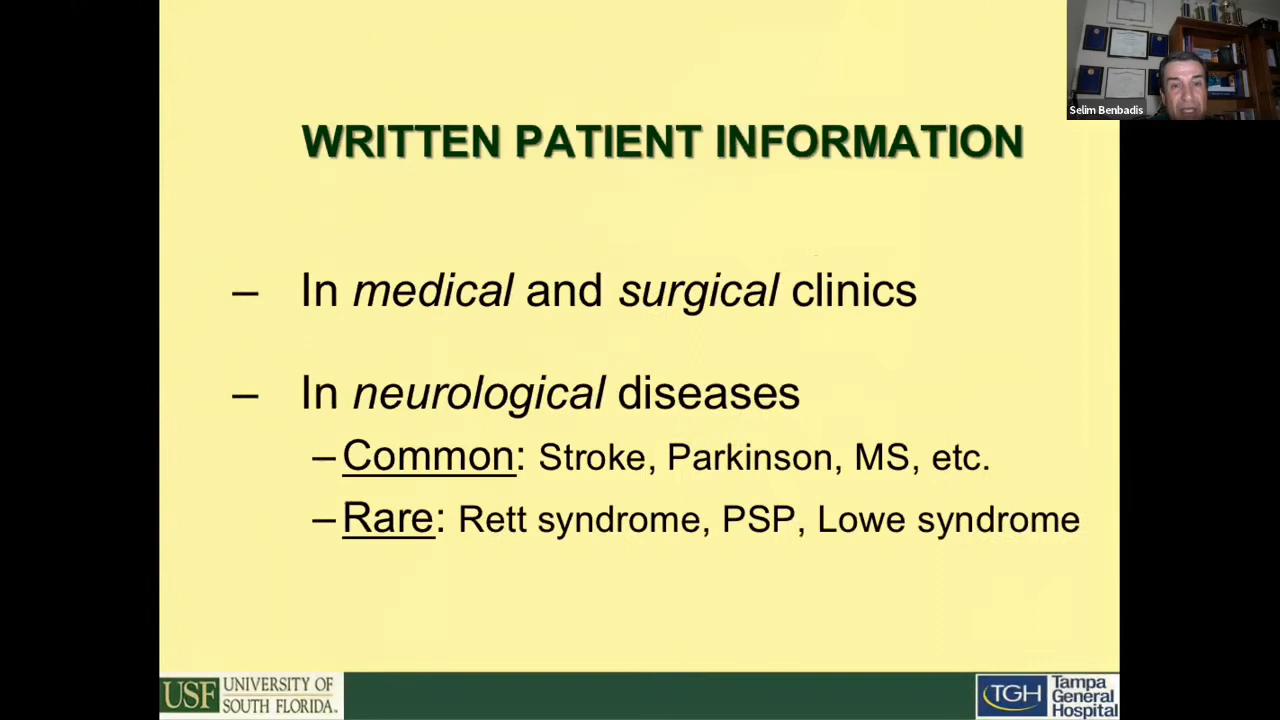 Selim Benbadis
WRITTEN PATIENT INFORMATION
– In medical and surgical clinics
– In neurological diseases
–Common: Stroke, Parkinson, MS, etc.
–Rare: Rett syndrome, PSP, Lowe syndrome
USF UNIVERSITY OF
SOUTH FLORIDA.
TGH Tampa
General
Hospital